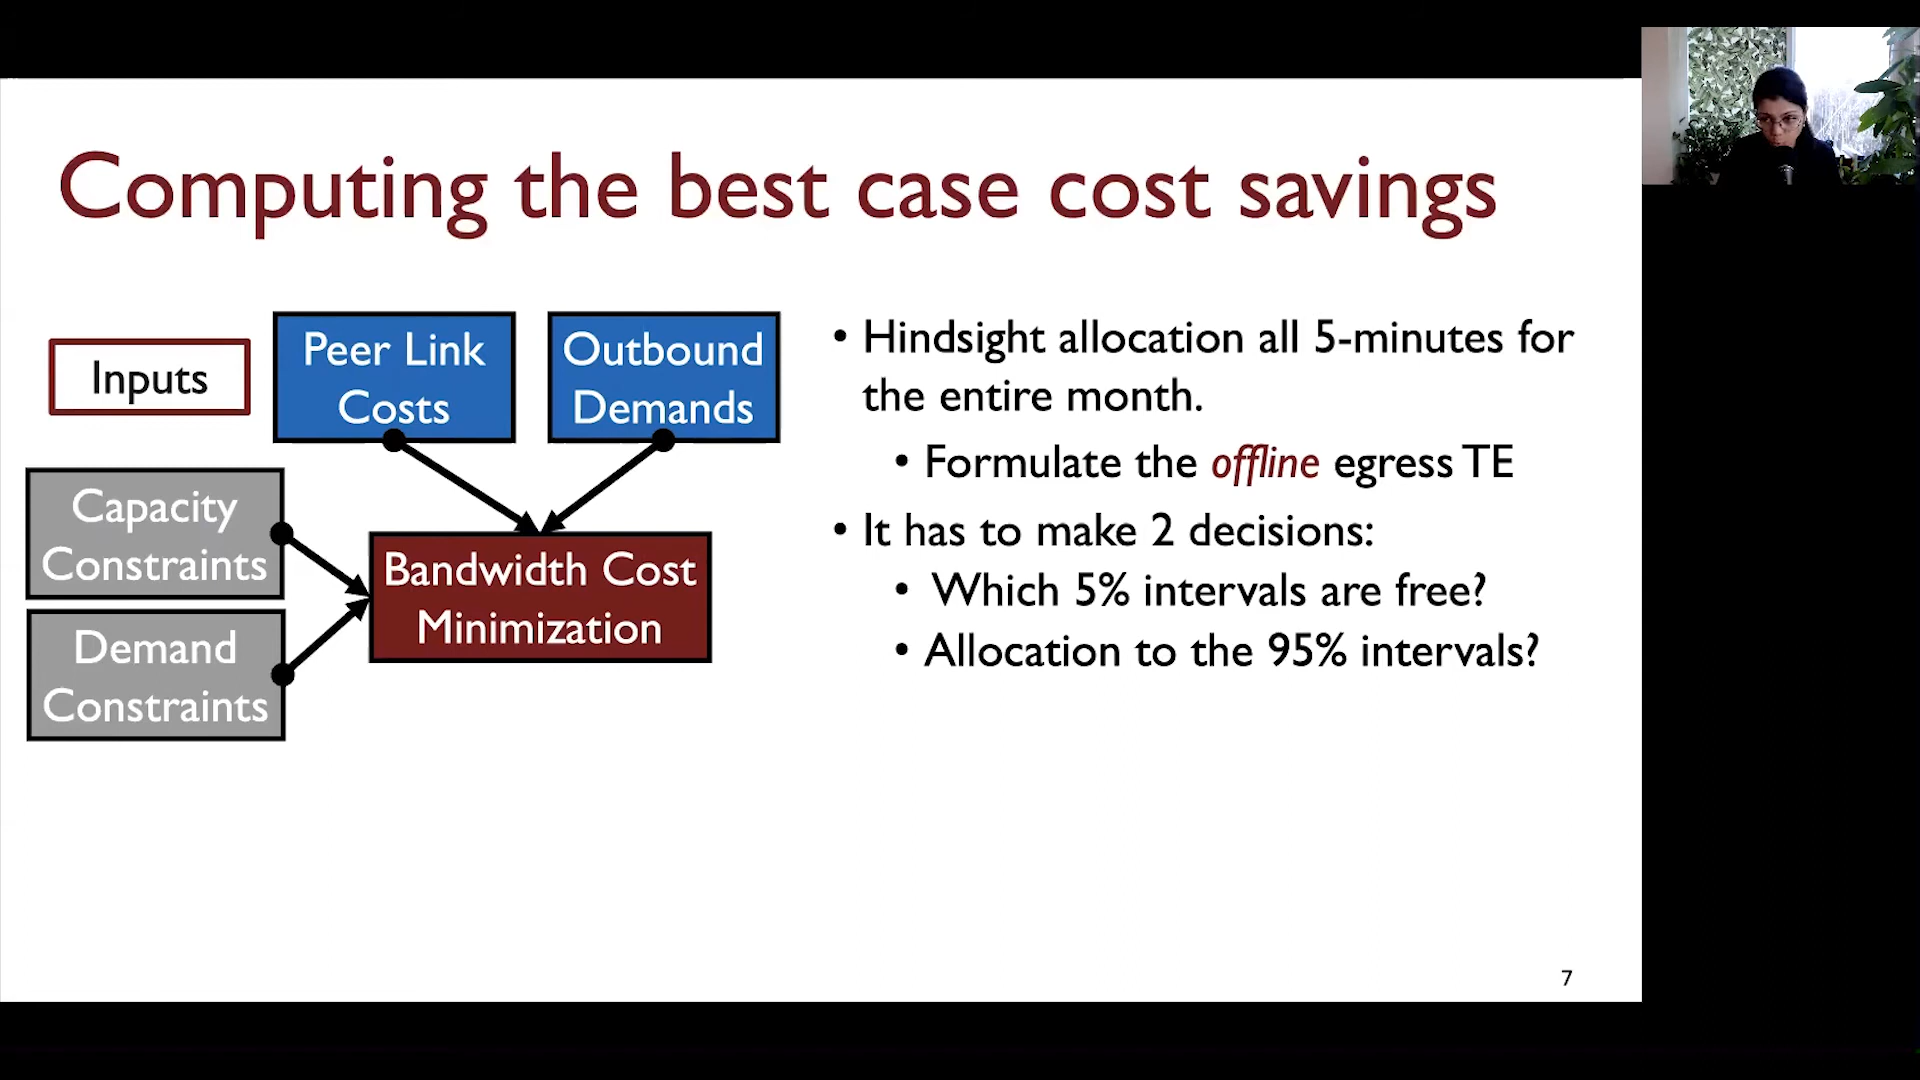 Computing the best case cost savings
Inputs
Peer Link
Costs
Outbound
Demands
Capacity
Constraints
Demand
Constraints
Bandwidth Cost
Minimization
• Hindsight allocation all 5-minutes for
the entire month.
• Formulate the offline egress TE
• It has to make 2 decisions:
• Which 5% intervals are free?
• Allocation to the 95% intervals?
7